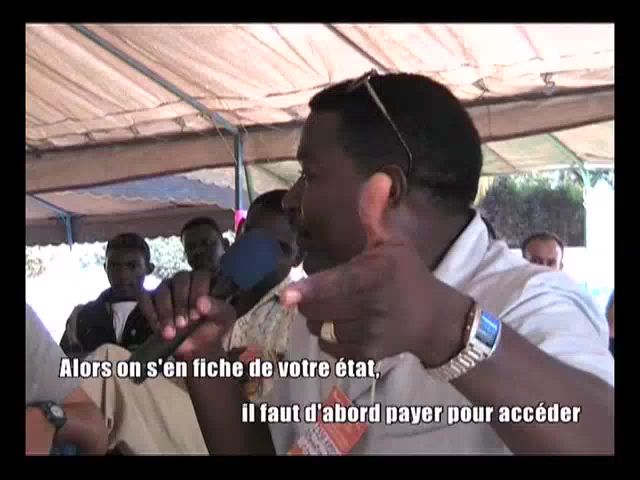 Alors on s'en fiche de votre état,
il faut d'abord payer pour accéder